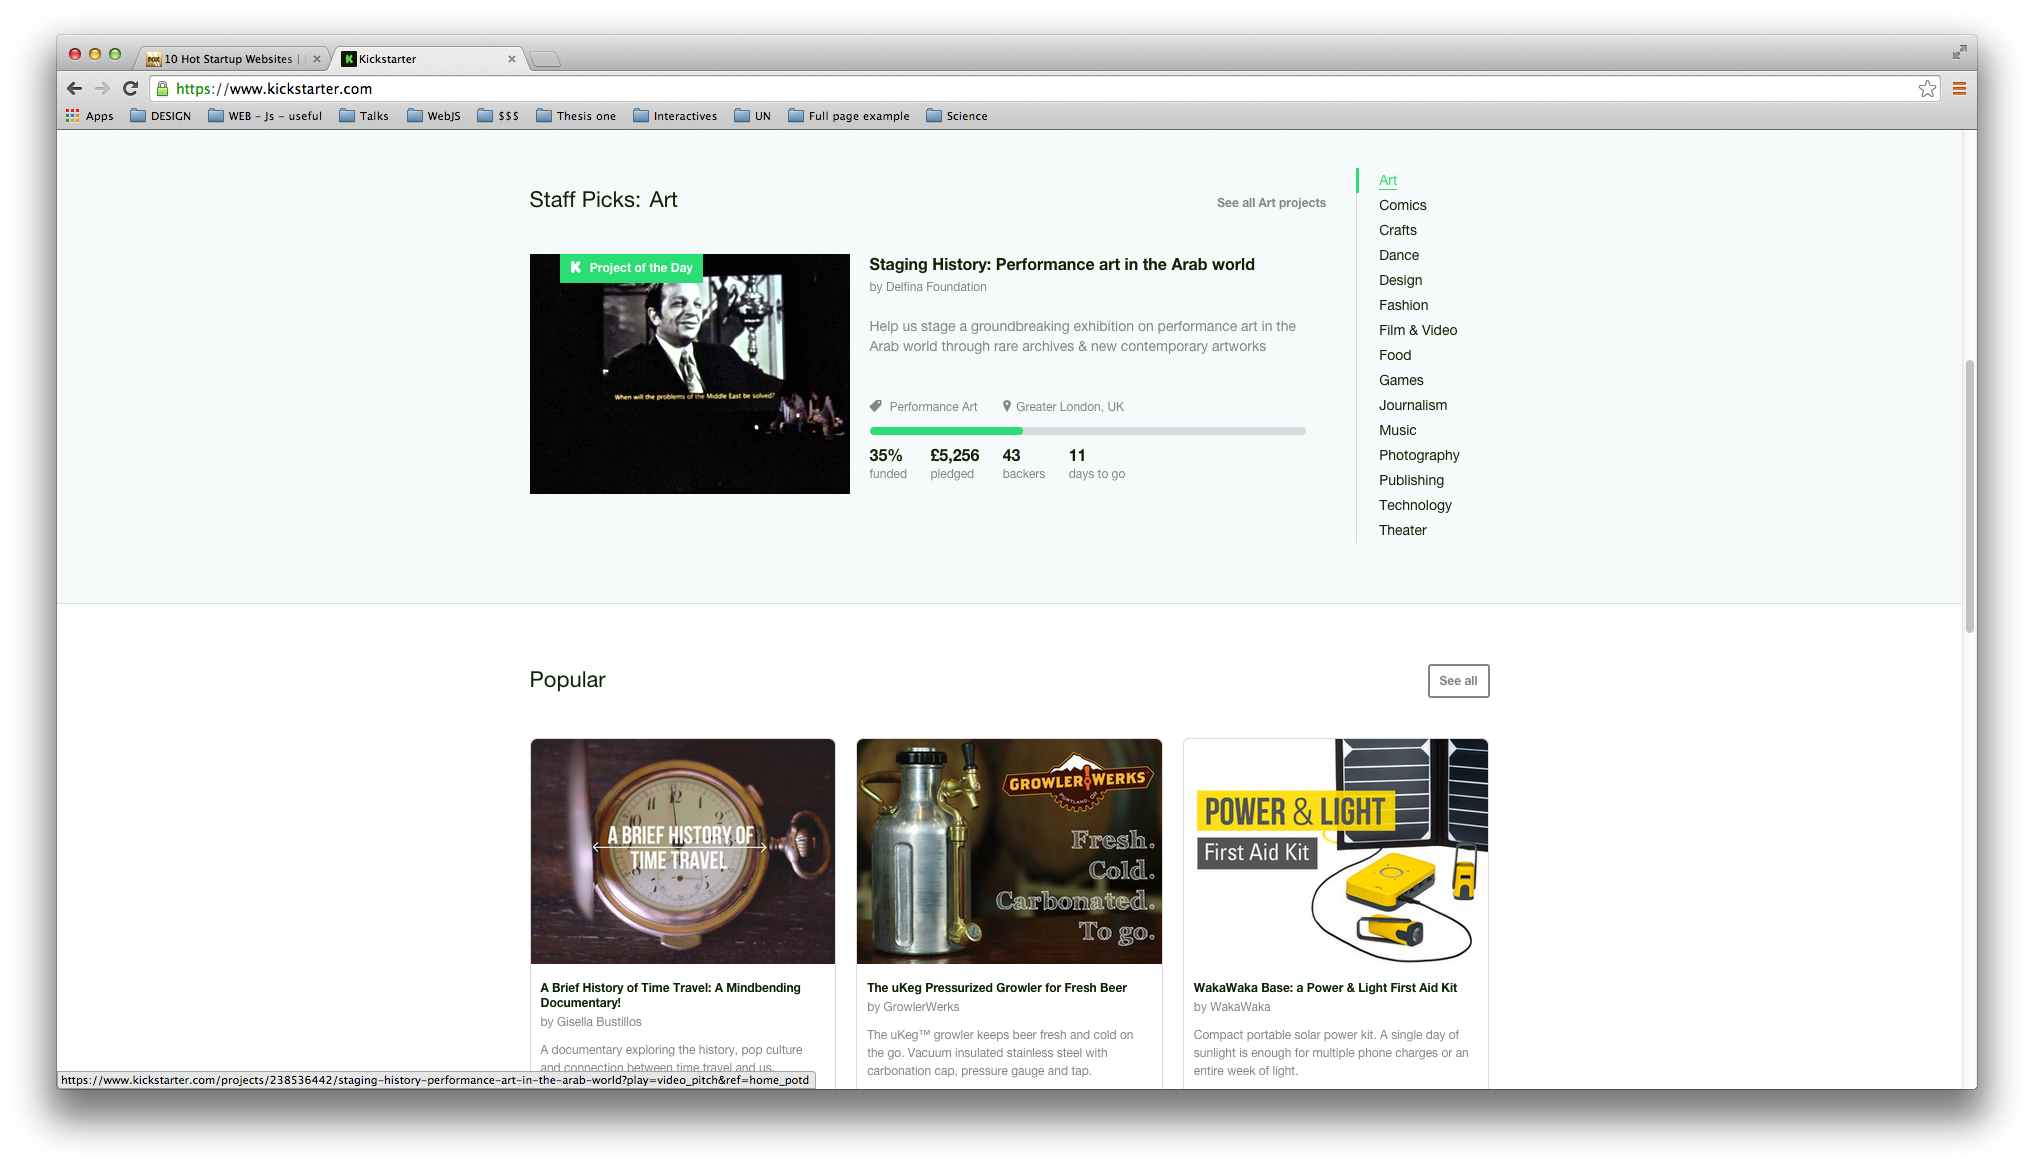 10 Hot Startup Websites |
Kickstarter
https://www.kickstarter.com
Apps
DESIGN
WEB – Js – useful
Talks
WebJS
$$$
Thesis one
Interactives
UN
Full page example
Science
Staff Picks: Art
See all Art projects
Project of the Day
When will the problems of the Middle East be solved?
Staging History: Performance art in the Arab world
by Delfina Foundation
Help us stage a groundbreaking exhibition on performance art in the
Arab world through rare archives & new contemporary artworks
Performance Art
Greater London, UK
35% £5,256 43 11
funded pledged backers days to go
Art
Comics
Crafts
Dance
Design
Fashion
Film & Video
Food
Games
Journalism
Music
Photography
Publishing
Technology
Theater
Popular
See all
A BRIEF HISTORY OF
TIME TRAVEL
A Brief History of Time Travel: A Mindbending
Documentary!
by Gisella Bustillos
A documentary exploring the history, pop culture
and connection between time travel and us.
GROWLERWERKS
PORTLAND, OR
Fresh.
Cold.
Carbonated.
To go.
The uKeg Pressurized Growler for Fresh Beer
by GrowlerWerks
The uKeg™ growler keeps beer fresh and cold on
the go. Vacuum insulated stainless steel with
carbonation cap, pressure gauge and tap.
POWER & LIGHT
First Aid Kit
WakaWaka Base: a Power & Light First Aid Kit
by WakaWaka
Compact portable solar power kit. A single day of
sunlight is enough for multiple phone charges or an
entire week of light.
https://www.kickstarter.com/projects/238536442/staging-history-performance-art-in-the-arab-world?play=video_pitch&ref=home_potd